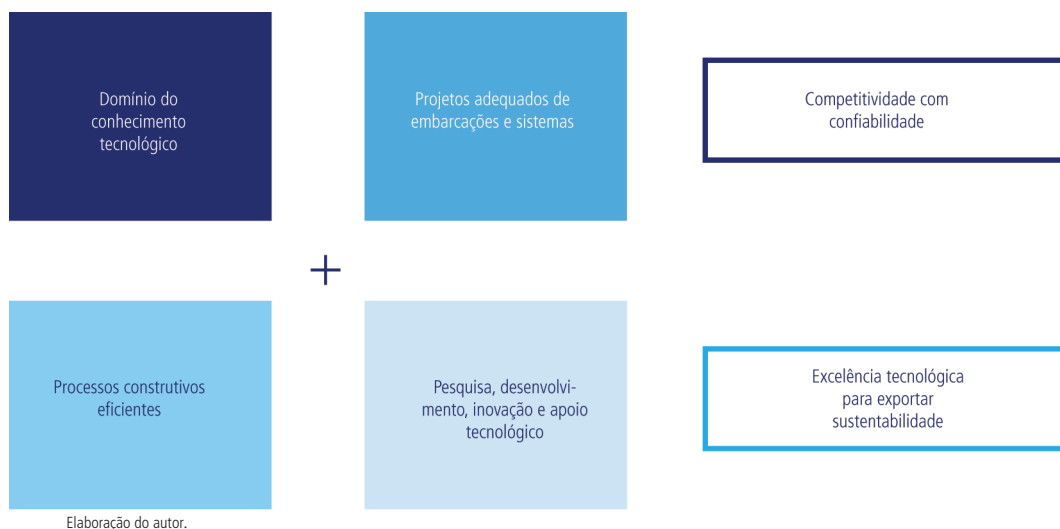 Domínio do
conhecimento
tecnológico
Projetos adequados de
embarcações e sistemas
Competitividade com
confiabilidade
+
Processos construtivos
eficientes
Pesquisa, desenvolvi-
mento, inovação e apoio
tecnológico
Excelência tecnológica
para exportar
sustentabilidade
Elaboração do autor.